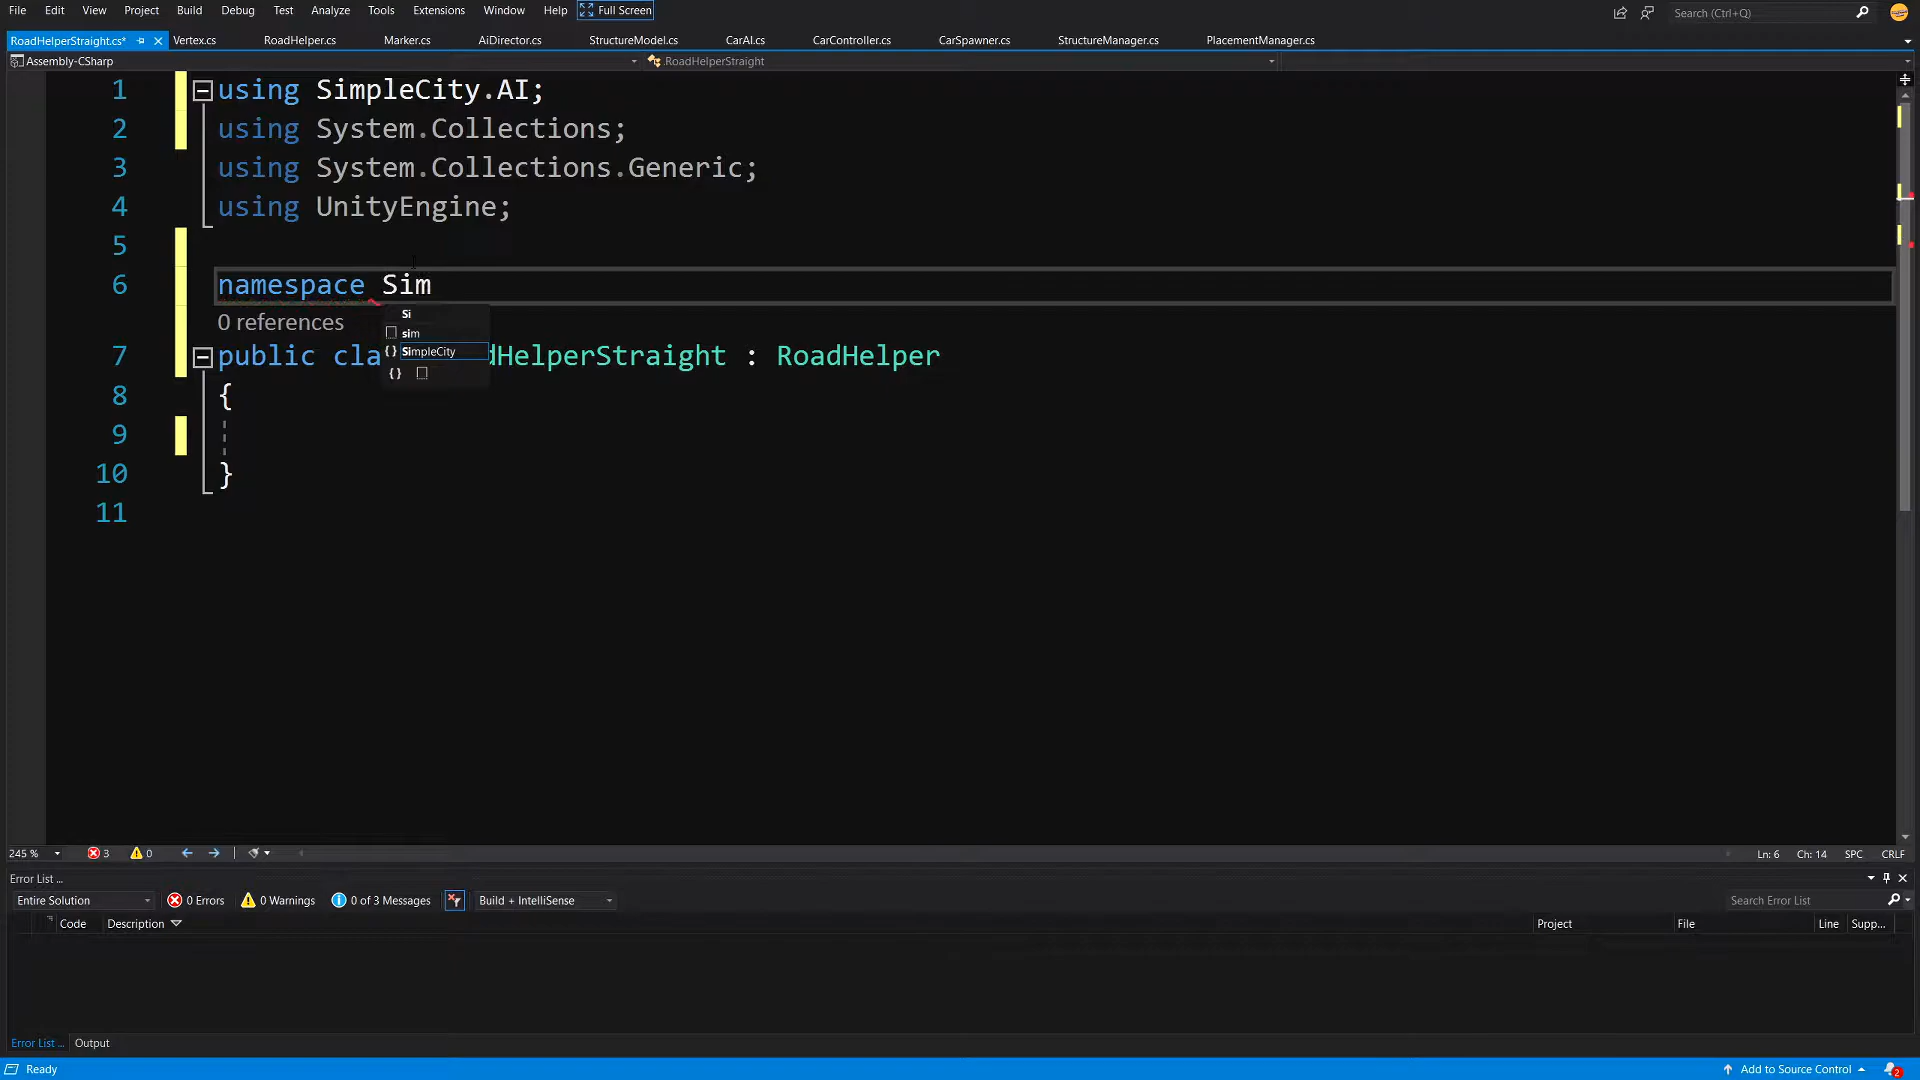 File Edit View Project Build Debug Test Analyze Tools Extensions Window Help Full Screen Search (Ctrl+Q)
RoadHelperStraight.cs* Vertex.cs RoadHelper.cs Marker.cs AiDirector.cs StructureModel.cs CarAI.cs CarController.cs CarSpawner.cs StructureManager.cs PlacementManager.cs
Assembly-CSharp RoadHelperStraight
1 using SimpleCity.AI;
2 using System.Collections;
3 using System.Collections.Generic;
4 using UnityEngine;
5
6 namespace Sim
Si
0 references
sim
SimpleCity
7 public cla dHelperStraight : RoadHelper
{}
8 {
9
10 }
11
245 % 3 0 Ln: 6 Ch: 14 SPC CRLF
Error List ...
Entire Solution 0 Errors 0 Warnings 0 of 3 Messages Build + IntelliSense Search Error List
Code Description Project File Line Supp...
Error List ... Output
Ready Add to Source Control 2